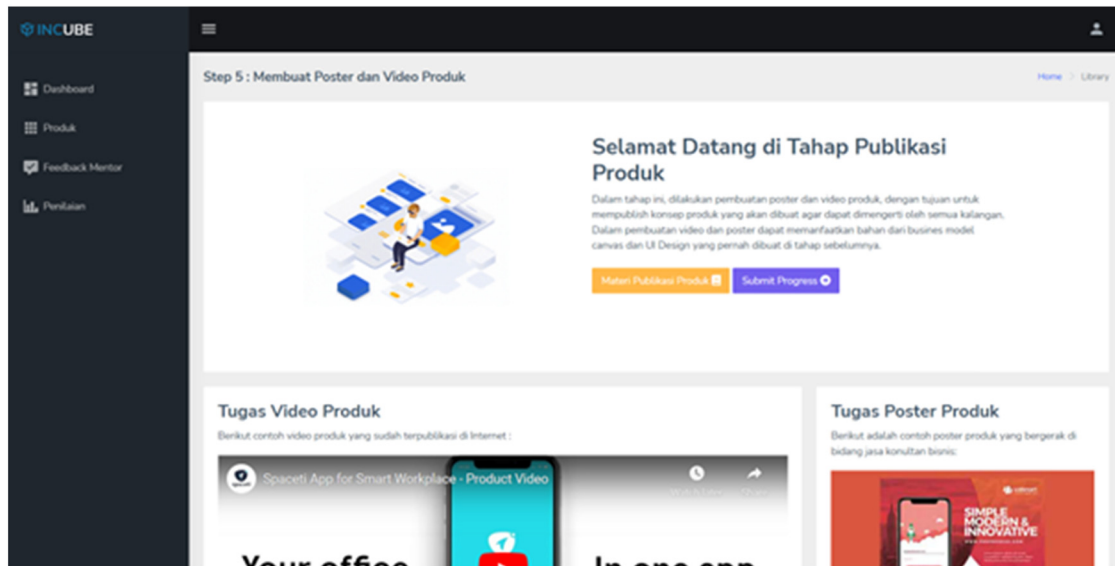 INCUBE
Step 5 : Membuat Poster dan Video Produk
Home > Library
Dashboard
Produk
Feedback Mentor
Penilaian
Selamat Datang di Tahap Publikasi
Produk
Dalam tahap ini, dilakukan pembuatan poster dan video produk, dengan tujuan untuk
mempublish konsep produk yang akan dibuat agar dapat dimengerti oleh semua kalangan.
Dalam pembuatan video dan poster dapat memanfaatkan bahan dari busines model
canvas dan UI Design yang pernah dibuat di tahap sebelumnya.
Materi Publikasi Produk
Submit Progress
Tugas Video Produk
Berikut contoh video produk yang sudah terpublikasi di Internet :
Spaceti App for Smart Workplace - Product Video
Watch later
Share
Your office
In one app
Tugas Poster Produk
Berikut adalah contoh poster produk yang bergerak di
bidang jasa konultan bisnis:
SIMPLE
MODERN &
INNOVATIVE